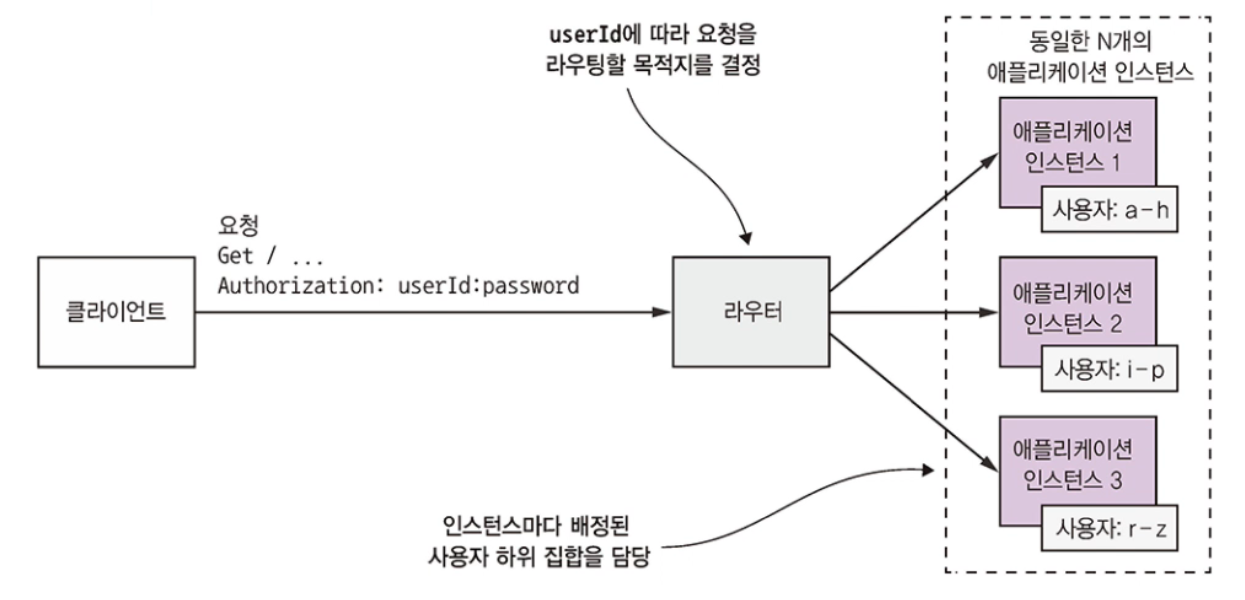 userId에 따라 요청을
라우팅할 목적지를 결정
동일한 N개의
애플리케이션 인스턴스
애플리케이션
인스턴스 1
사용자: a-h
요청
Get / ...
Authorization: userId:password
클라이언트
라우터
애플리케이션
인스턴스 2
사용자: i-p
애플리케이션
인스턴스 3
사용자: r-z
인스턴스마다 배정된
사용자 하위 집합을 담당